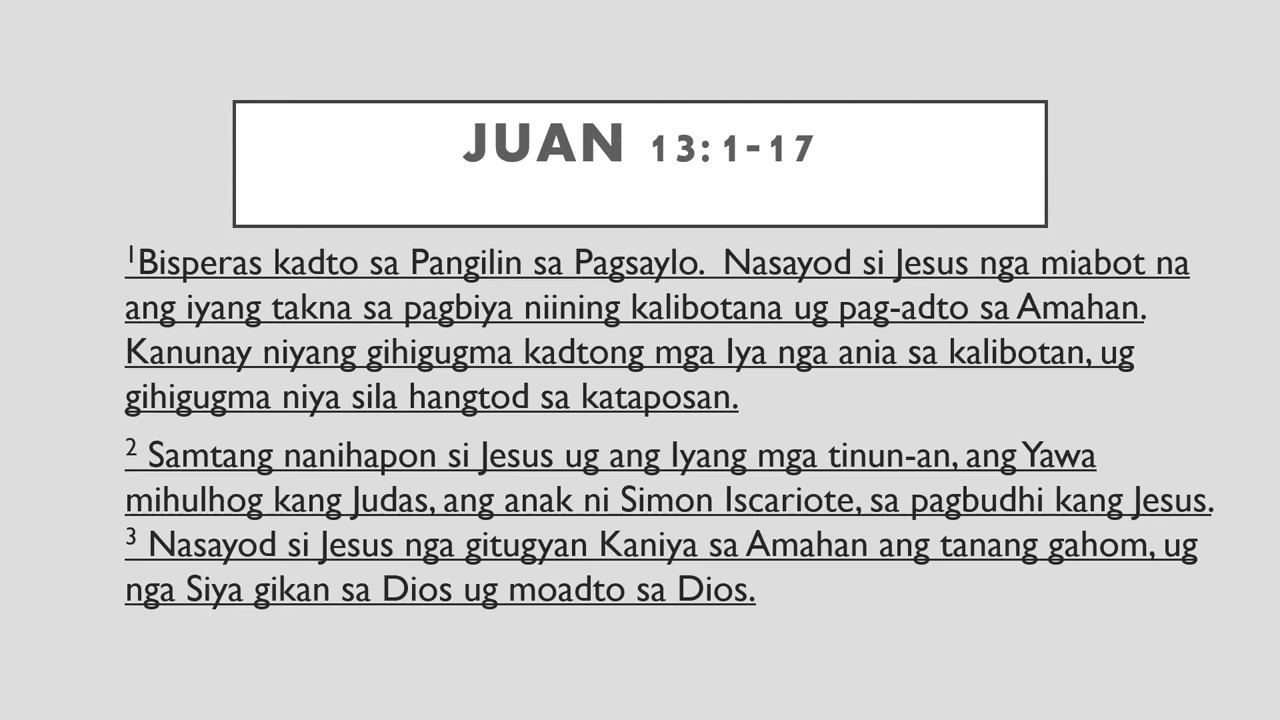 JUAN 13:1-17
¹Bisperas kadto sa Pangilin sa Pagsaylo.  Nasayod si Jesus nga miabot na
ang iyang takna sa pagbiya niining kalibotana ug pag-adto sa Amahan.
Kanunay niyang gihigugma kadtong mga Iya nga ania sa kalibotan, ug
gihigugma niya sila hangtod sa kataposan.
² Samtang nanihapon si Jesus ug ang Iyang mga tinun-an, ang Yawa
mihulhog kang Judas, ang anak ni Simon Iscariote, sa pagbudhi kang Jesus.
³ Nasayod si Jesus nga gitugyan Kaniya sa Amahan ang tanang gahom, ug
nga Siya gikan sa Dios ug moadto sa Dios.